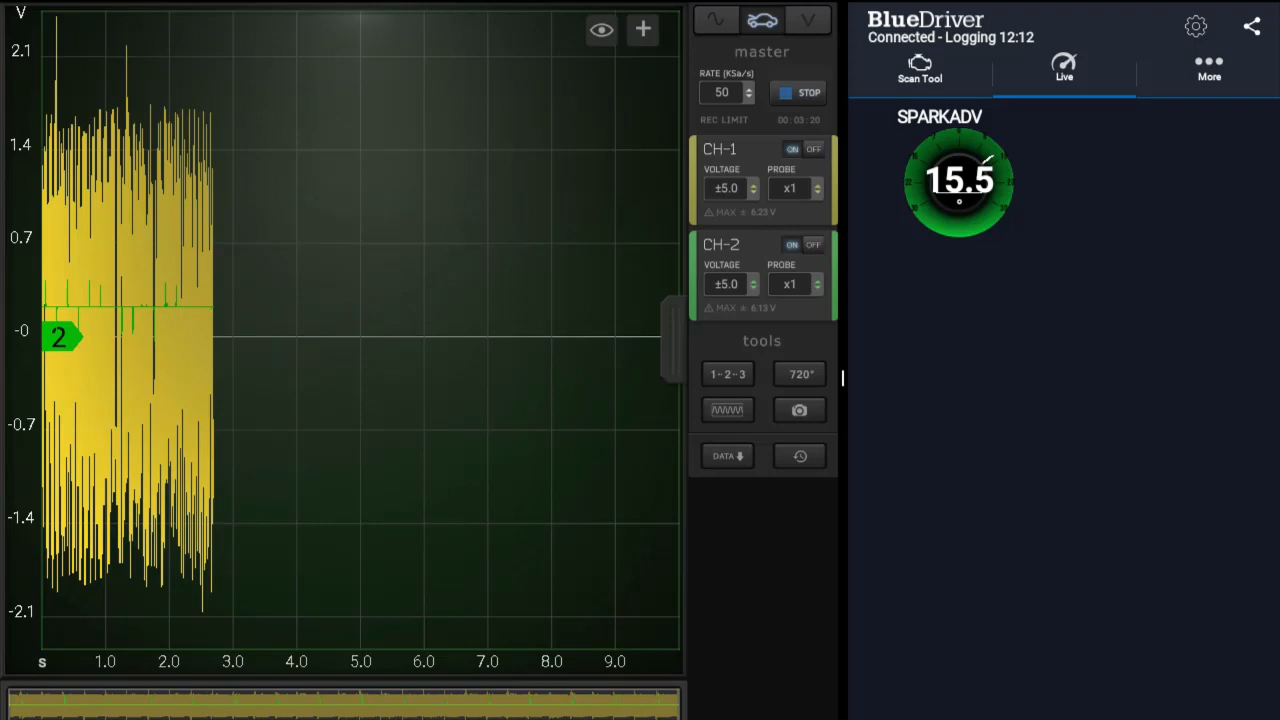 V
2.1
1.4
0.7
-0
-0.7
-1.4
-2.1
2
s 1.0 2.0 3.0 4.0 5.0 6.0 7.0 8.0 9.0
V
master
RATE (KSa/s)
50 STOP
REC LIMIT 00:03:20
CH-1 ON OFF
VOLTAGE PROBE
±5.0 x1
MAX ± 6.23 V
CH-2 ON OFF
VOLTAGE PROBE
±5.0 x1
MAX ± 6.13 V
tools
1-2-3 720°
DATA
BlueDriver
Connected - Logging 12:12
Scan Tool Live More
SPARKADV
15.5
°